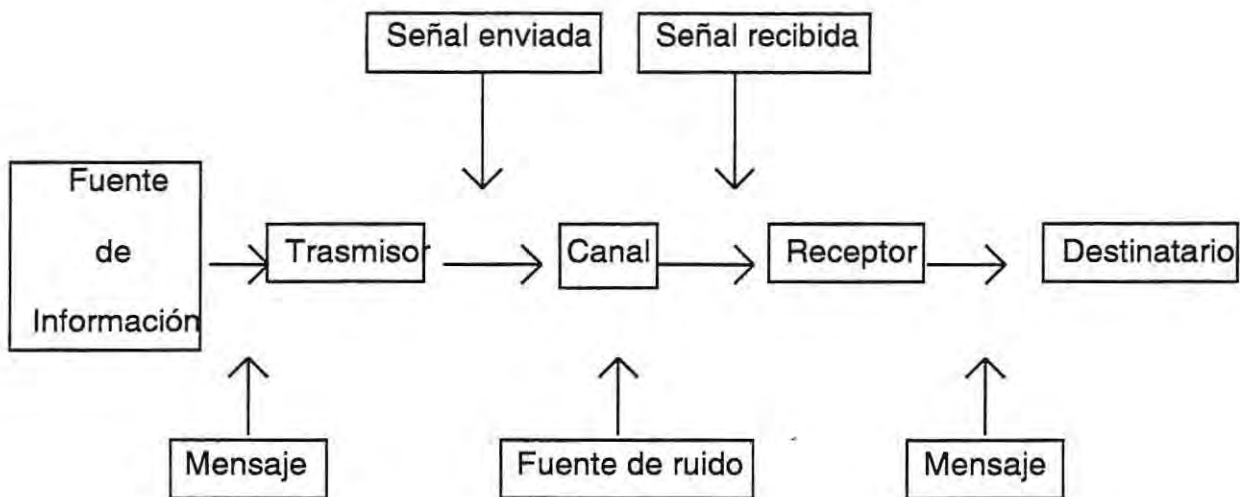 Señal enviada
Señal recibida
Fuente
de
Información
Trasmisor
Canal
Receptor
Destinatario
Mensaje
Fuente de ruido
Mensaje